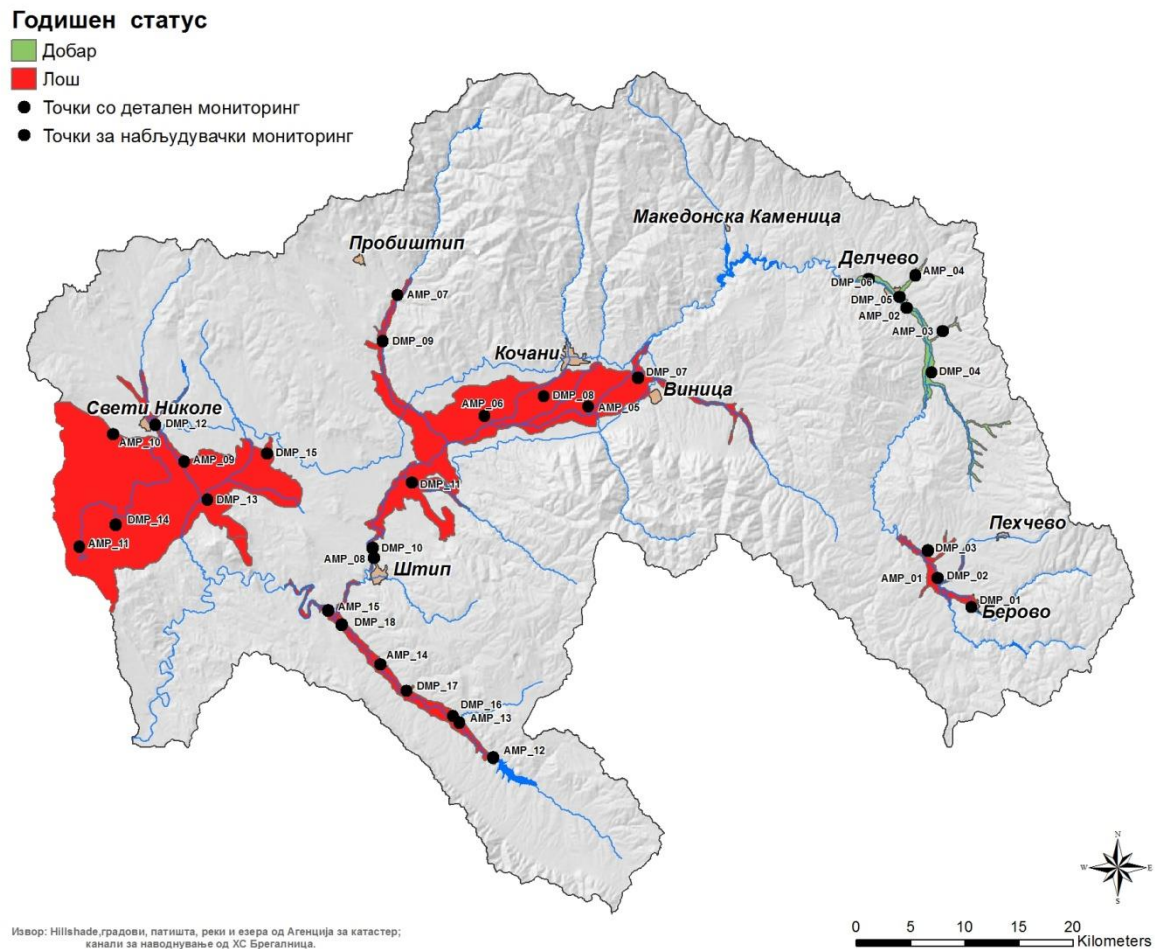 Годишен статус
Добар
Лош
Точки со детален мониторинг
Точки за набљудувачки мониторинг
Македонска Каменица
Пробиштип
Делчево
AMP_04
DMP_06
AMP_07
DMP_05
AMP_02
AMP_03
DMP_09
Кочани
DMP_04
DMP_07
Виница
DMP_08
AMP_06
AMP_05
Свети Николе
DMP_12
AMP_10
DMP_15
AMP_09
DMP_11
DMP_13
DMP_14
Пехчево
AMP_11
DMP_10
DMP_03
AMP_08
Штип
AMP_01
DMP_02
DMP_01
Берово
AMP_15
DMP_18
AMP_14
DMP_17
DMP_16
AMP_13
AMP_12
N
W
E
S
Извор: Hillshade,градови, патишта, реки и езера од Агенција за катастер;
канали за наводнување од ХС Брегалница.
0 5 10 15 20
Kilometers